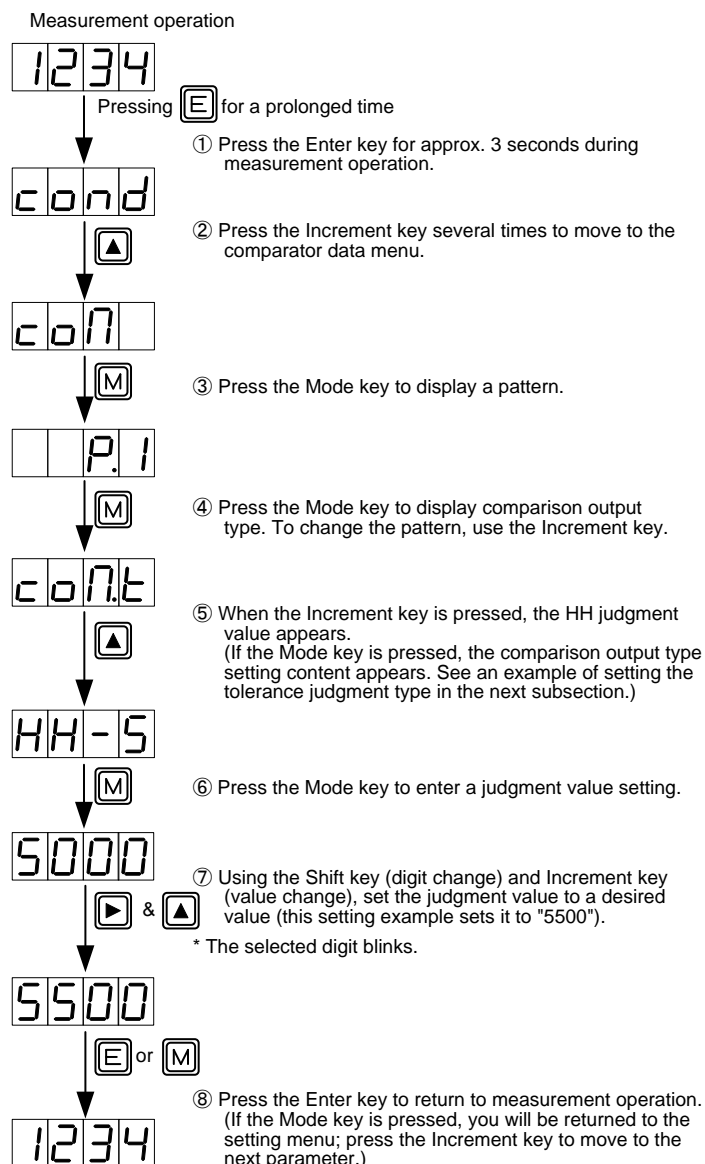 Measurement operation
1234
Pressing E for a prolonged time
① Press the Enter key for approx. 3 seconds during
measurement operation.
cond
② Press the Increment key several times to move to the
comparator data menu.
coM
M
③ Press the Mode key to display a pattern.
P. 1
M
④ Press the Mode key to display comparison output
type. To change the pattern, use the Increment key.
coM.t
⑤ When the Increment key is pressed, the HH judgment
value appears.
(If the Mode key is pressed, the comparison output type
setting content appears. See an example of setting the
tolerance judgment type in the next subsection.)
HH-S
M
⑥ Press the Mode key to enter a judgment value setting.
5000
⑦ Using the Shift key (digit change) and Increment key
(value change), set the judgment value to a desired
value (this setting example sets it to "5500").
&
* The selected digit blinks.
5500
E or M
⑧ Press the Enter key to return to measurement operation.
(If the Mode key is pressed, you will be returned to the
setting menu; press the Increment key to move to the
next parameter.)
1234